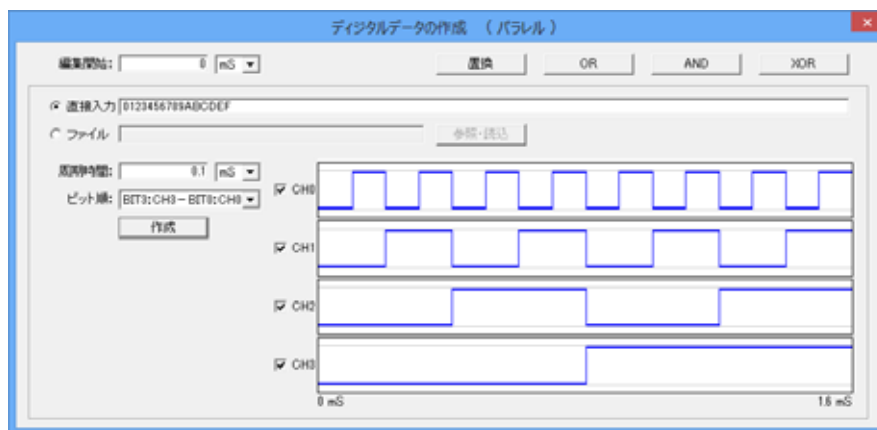 ディジタルデータの作成 （パラレル）
編集開始: 0 mS 置換 OR AND XOR
直接入力 0123456789ABCDEF
ファイル 参照・読込
周期時間: 0.1 mS
ビット順: BIT3:CH3-BIT0:CH0
作成
CH0
CH1
CH2
CH3
0 mS 1.6 mS